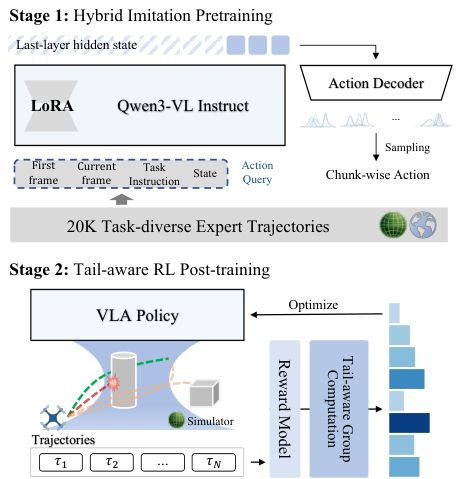 Stage 1: Hybrid Imitation Pretraining
Last-layer hidden state
Action Decoder
LoRA
Qwen3-VL Instruct
...
Sampling
First frame
Current frame
Task Instruction
State
Action Query
Chunk-wise Action
20K Task-diverse Expert Trajectories
Stage 2: Tail-aware RL Post-training
VLA Policy
Optimize
Reward Model
Tail-aware Group Computation
Simulator
Trajectories
τ1 τ2 ... τN